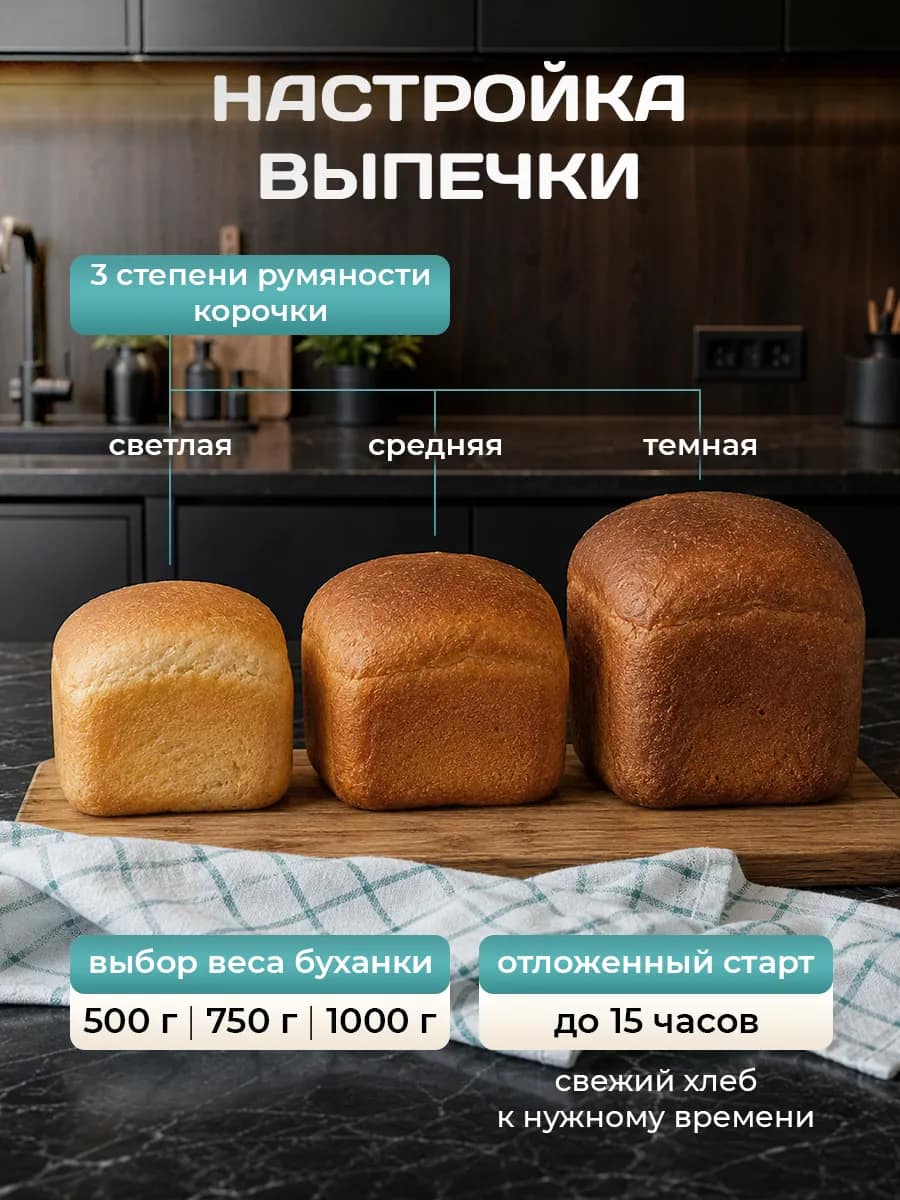 НАСТРОЙКА
ВЫПЕЧКИ
3 степени румяности
корочки
светлая
средняя
темная
выбор веса буханки
500 г | 750 г | 1000 г
отложенный старт
до 15 часов
свежий хлеб
к нужному времени